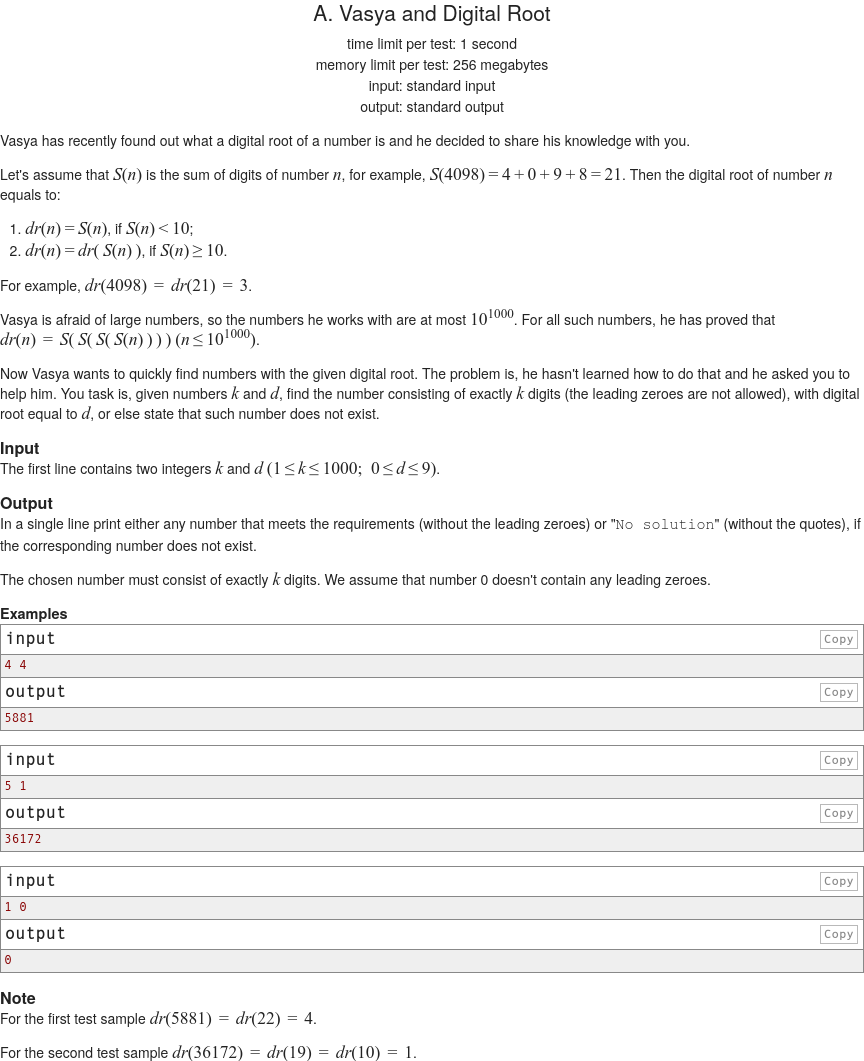 A. Vasya and Digital Root
time limit per test: 1 second
memory limit per test: 256 megabytes
input: standard input
output: standard output
Vasya has recently found out what a digital root of a number is and he decided to share his knowledge with you.
Let's assume that S(n) is the sum of digits of number n, for example, S(4098) = 4 + 0 + 9 + 8 = 21. Then the digital root of number n
equals to:
1. dr(n) = S(n), if S(n) < 10;
2. dr(n) = dr( S(n) ), if S(n) ≥ 10.
For example, dr(4098) = dr(21) = 3.
Vasya is afraid of large numbers, so the numbers he works with are at most 10^1000. For all such numbers, he has proved that
dr(n) = S( S( S( S(n) ) ) ) (n ≤ 10^1000).
Now Vasya wants to quickly find numbers with the given digital root. The problem is, he hasn't learned how to do that and he asked you to
help him. You task is, given numbers k and d, find the number consisting of exactly k digits (the leading zeroes are not allowed), with digital
root equal to d, or else state that such number does not exist.
Input
The first line contains two integers k and d (1 ≤ k ≤ 1000; 0 ≤ d ≤ 9).
Output
In a single line print either any number that meets the requirements (without the leading zeroes) or "No solution" (without the quotes), if
the corresponding number does not exist.
The chosen number must consist of exactly k digits. We assume that number 0 doesn't contain any leading zeroes.
Examples
input Copy
4 4
output Copy
5881
input Copy
5 1
output Copy
36172
input Copy
1 0
output Copy
0
Note
For the first test sample dr(5881) = dr(22) = 4.
For the second test sample dr(36172) = dr(19) = dr(10) = 1.